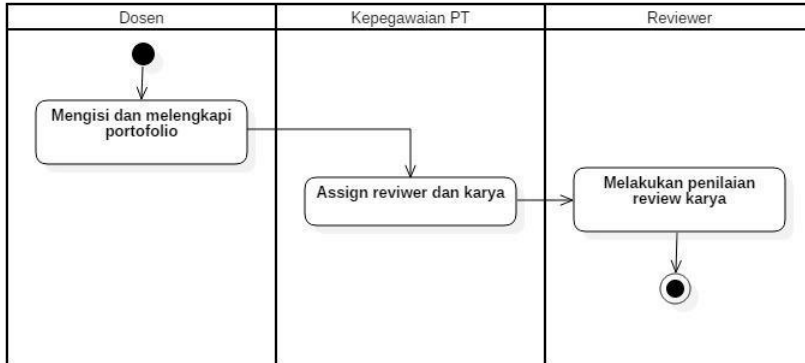 Dosen
Kepegawaian PT
Reviewer
Mengisi dan melengkapi
portofolio
Assign reviwer dan karya
Melakukan penilaian
review karya